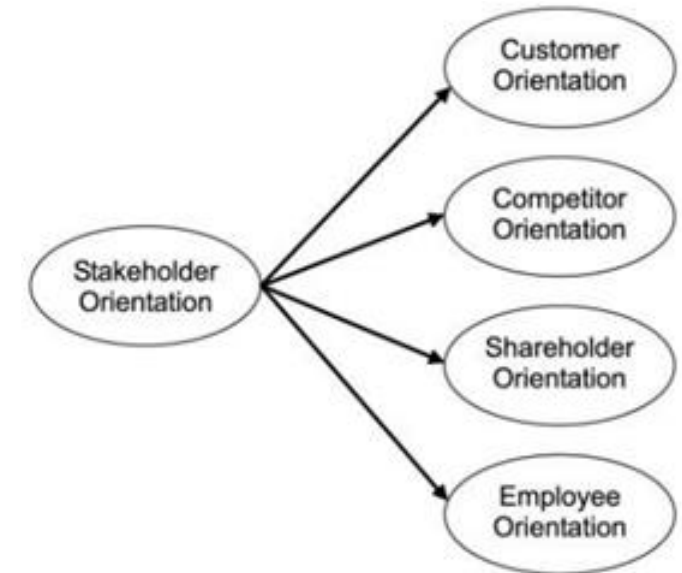 Customer
Orientation
Competitor
Orientation
Stakeholder
Orientation
Shareholder
Orientation
Employee
Orientation